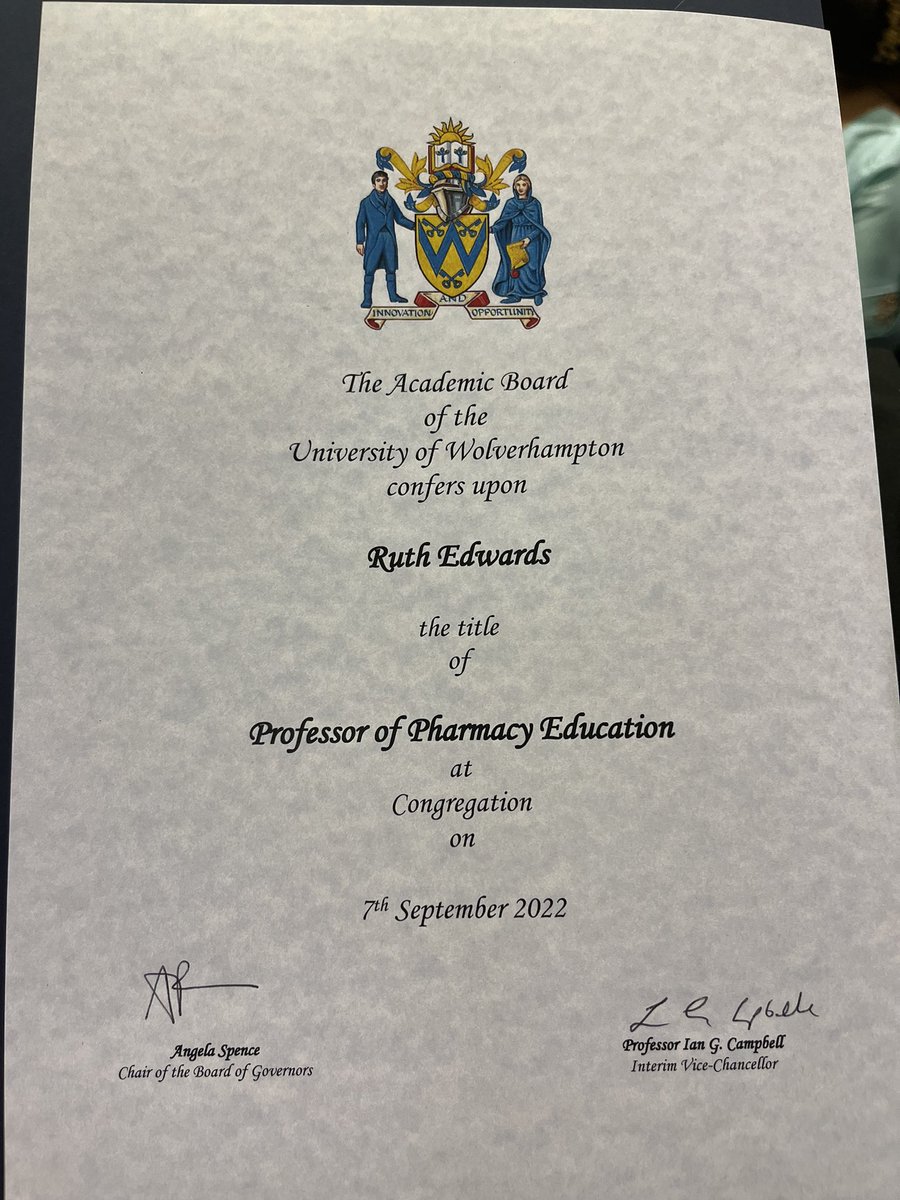 INNOVATION AND OPPORTUNITY
The Academic Board
of the
University of Wolverhampton
confers upon
Ruth Edwards
the title
of
Professor of Pharmacy Education
at
Congregation
on
7th September 2022
Angela Spence
Chair of the Board of Governors
Professor Ian G. Campbell
Interim Vice-Chancellor